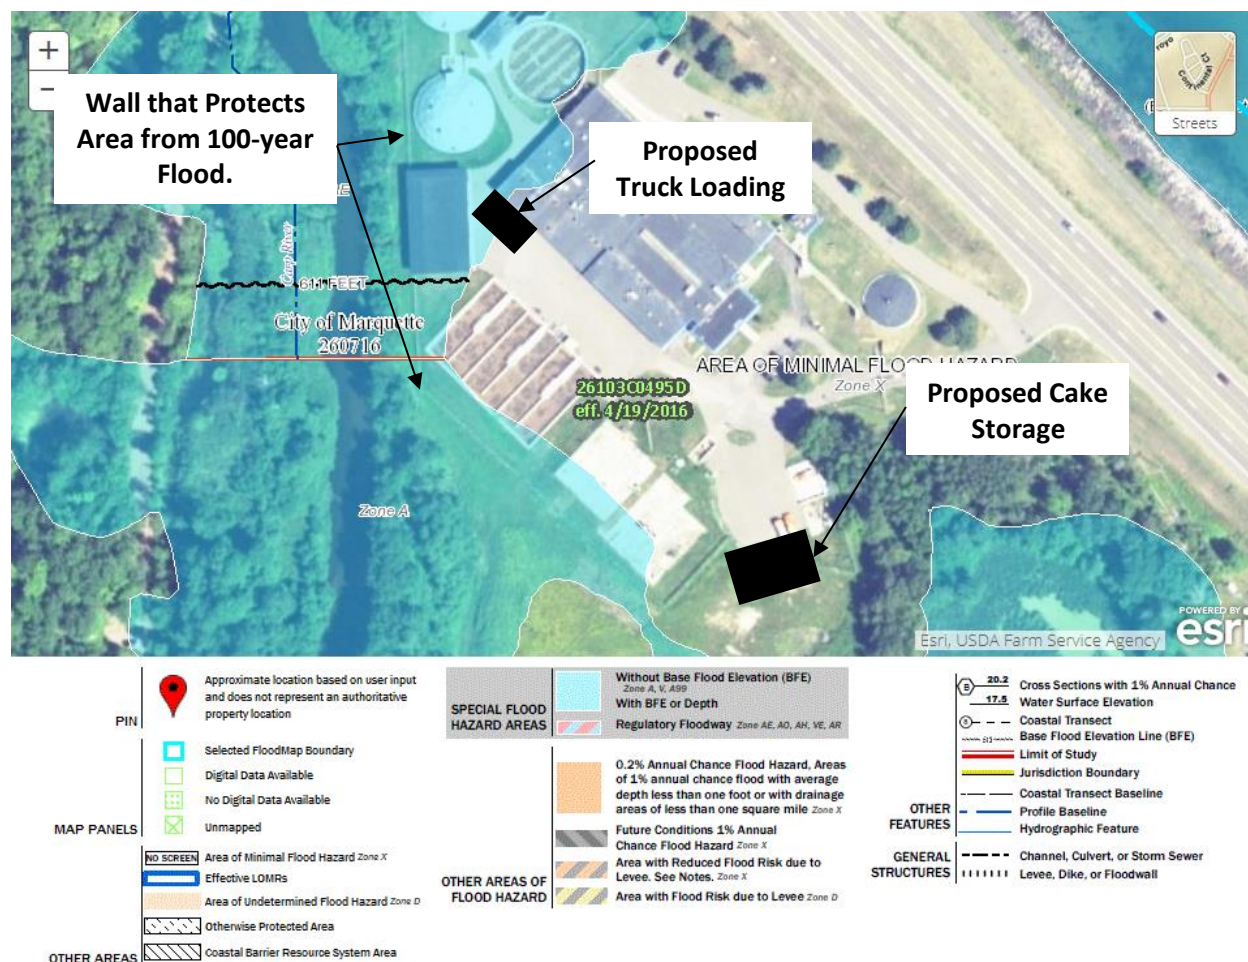 +
−
Wall that Protects
Area from 100-year
Flood.
Proposed
Truck Loading
Streets
Continental Ct
Carp River
611 FEET
City of Marquette
260716
26103C0495D
eff. 4/19/2016
AREA OF MINIMAL FLOOD HAZARD
Zone X
Proposed Cake
Storage
Zone A
POWERED BY
esri
Esri, USDA Farm Service Agency
PIN
Approximate location based on user input
and does not represent an authoritative
property location
MAP PANELS
Selected FloodMap Boundary
Digital Data Available
No Digital Data Available
Unmapped
OTHER AREAS
NO SCREEN Area of Minimal Flood Hazard Zone X
Effective LOMRs
Area of Undetermined Flood Hazard Zone D
Otherwise Protected Area
Coastal Barrier Resource System Area
SPECIAL FLOOD
HAZARD AREAS
Without Base Flood Elevation (BFE)
Zone A, V, A99
With BFE or Depth
Regulatory Floodway Zone AE, AO, AH, VE, AR
OTHER AREAS OF
FLOOD HAZARD
0.2% Annual Chance Flood Hazard, Areas
of 1% annual chance flood with average
depth less than one foot or with drainage
areas of less than one square mile Zone X
Future Conditions 1% Annual
Chance Flood Hazard Zone X
Area with Reduced Flood Risk due to
Levee. See Notes. Zone X
Area with Flood Risk due to Levee Zone D
OTHER
FEATURES
B 20.2 Cross Sections with 1% Annual Chance
17.5 Water Surface Elevation
8 Coastal Transect
513 Base Flood Elevation Line (BFE)
Limit of Study
Jurisdiction Boundary
Coastal Transect Baseline
Profile Baseline
Hydrographic Feature
GENERAL
STRUCTURES
Channel, Culvert, or Storm Sewer
Levee, Dike, or Floodwall